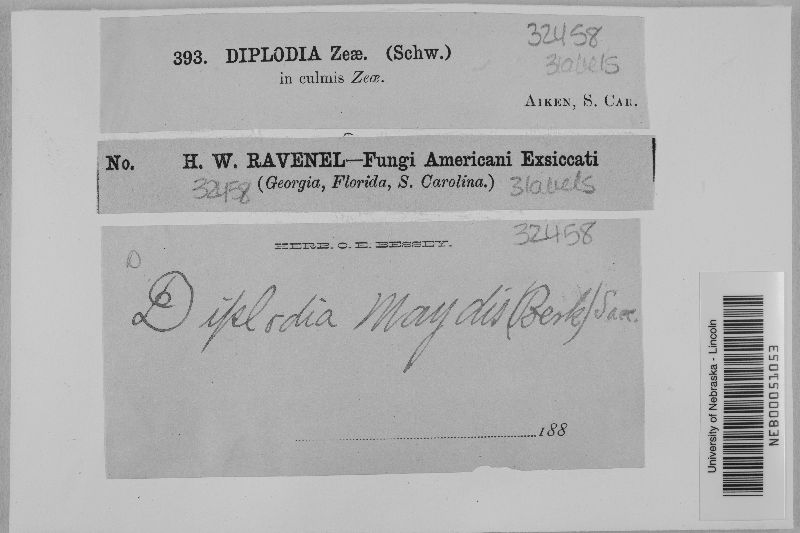 32458
393. DIPLODIA Zeæ. (Schw.)
3labels
in culmis Zeæ.
AIKEN, S. CAR.
No. H. W. RAVENEL—Fungi Americani Exsiccati
32458 (Georgia, Florida, S. Carolina.) 3labels
32458
HERB. C. E. BESSEY.
D
Diplodia Maydis (Berk) Sacc.
188
University of Nebraska - Lincoln
NEB00051053